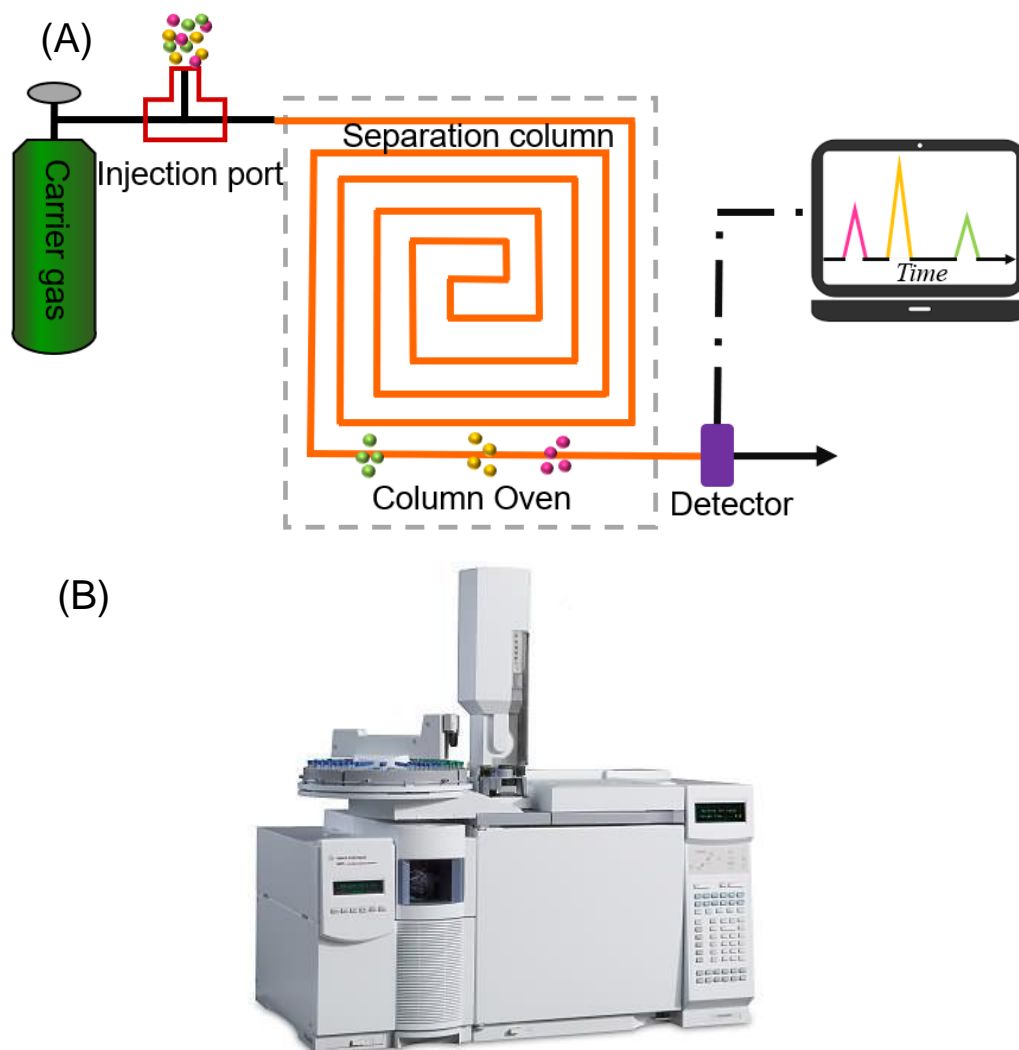 (A)
Carrier gas
Injection port
Separation column
Time
Column Oven
Detector
(B)